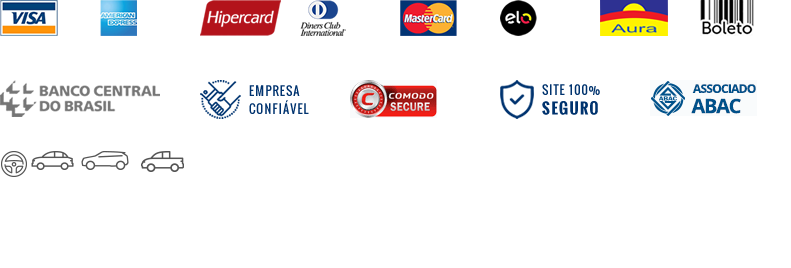 VISA
AMERICAN
EXPRESS
Hipercard
Diners Club
International
MasterCard
elo
Aura
Boleto
BANCO CENTRAL
DO BRASIL
EMPRESA
CONFIÁVEL
C
COMODO
SECURE
SITE 100%
SEGURO
ABAC
ASSOCIADO
ABAC